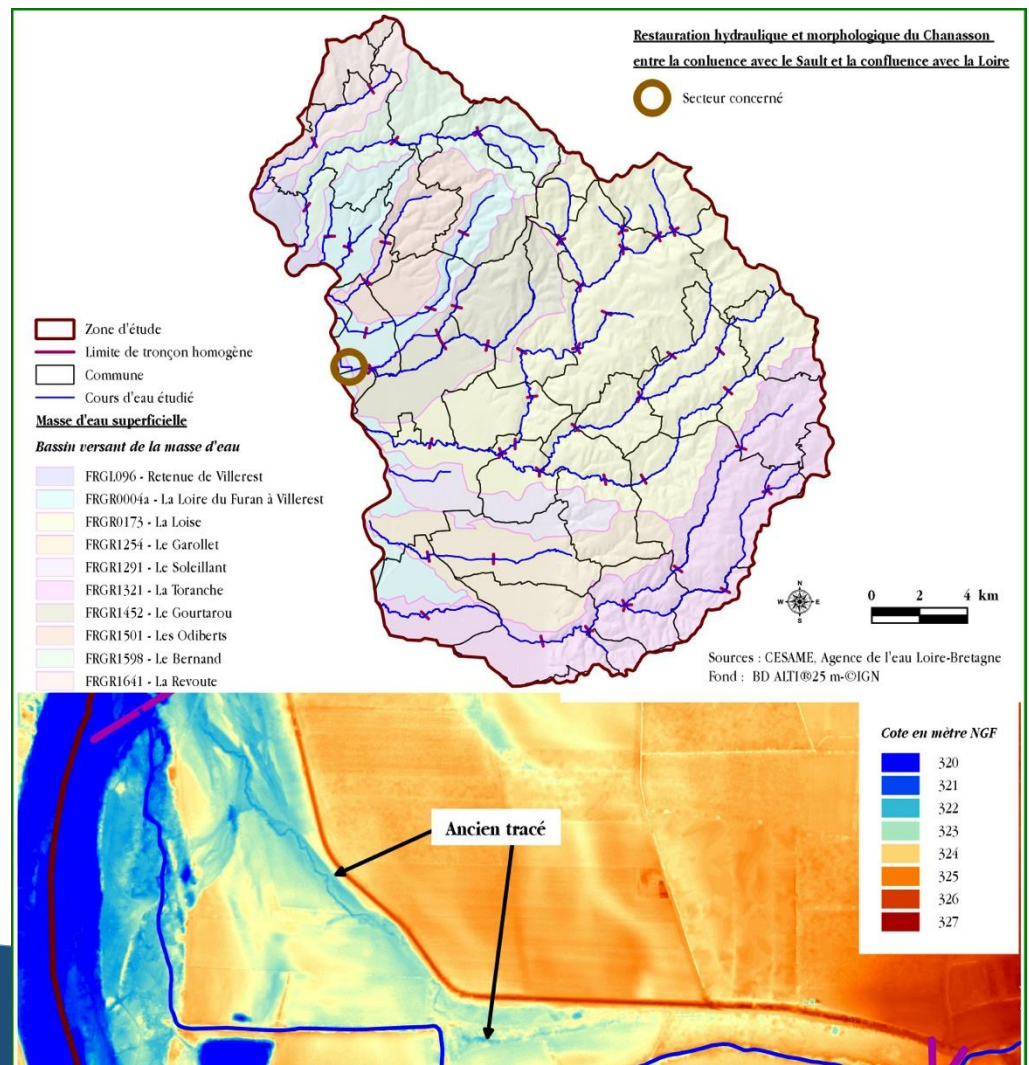 Restauration hydraulique et morphologique du Chanasson
entre la conluence avec le Sault et la confluence avec la Loire
Secteur concerné
Zone d'étude
Limite de tronçon homogène
Commune
Cours d'eau étudié
Masse d'eau superficielle
Bassin versant de la masse d'eau
FRGL096 - Retenue de Villerest
FRGR0004a - La Loire du Furan à Villerest
FRGR0173 - La Loise
FRGR1254 - Le Garollet
FRGR1291 - Le Soleillant
FRGR1321 - La Toranche
FRGR1452 - Le Gourtarou
FRGR1501 - Les Odiberts
FRGR1598 - Le Bernand
FRGR1641 - La Revoute
N
W E
S
0 2 4 km
Sources : CESAME, Agence de l'eau Loire-Bretagne
Fond : BD ALTI®25 m-©IGN
Cote en mètre NGF
320
321
322
323
324
325
326
327
Ancien tracé